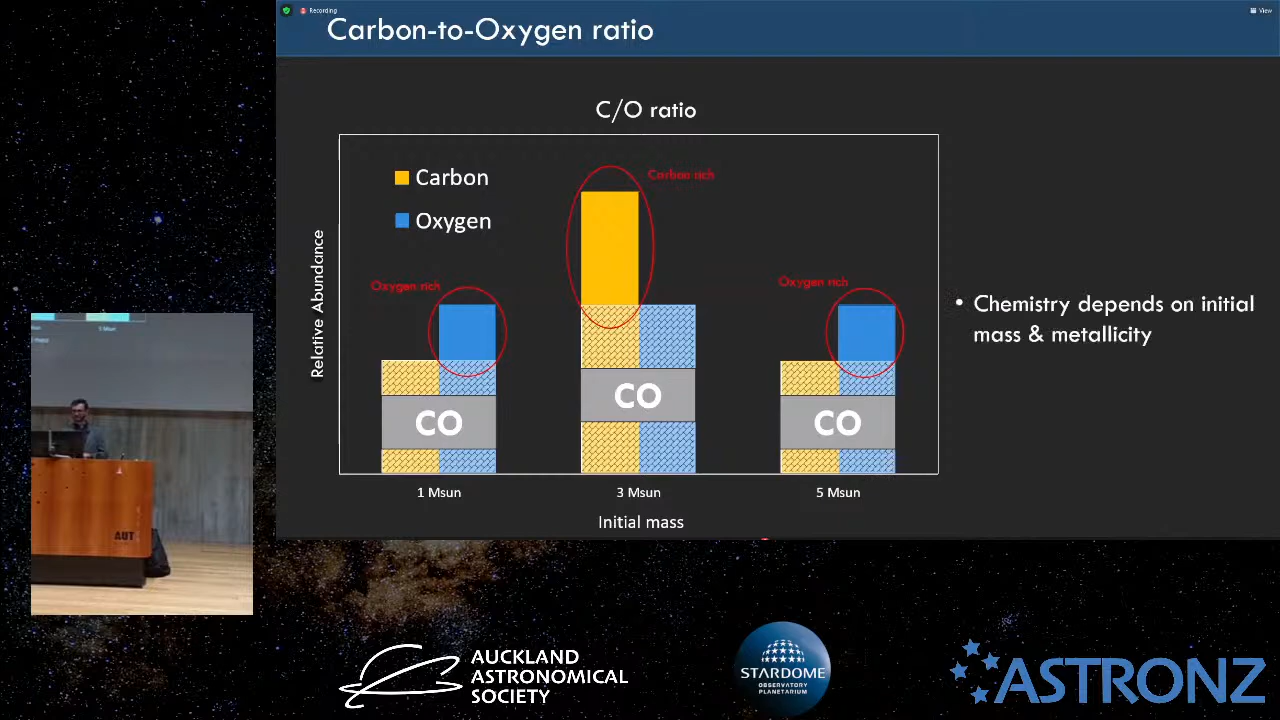 Recording
View
Carbon-to-Oxygen ratio
C/O ratio
Carbon
Oxygen
Carbon rich
Oxygen rich
Oxygen rich
Relative Abundance
CO
CO
CO
1 Msun
3 Msun
5 Msun
Initial mass
• Chemistry depends on initial
mass & metallicity
AUT
AUCKLAND
ASTRONOMICAL
SOCIETY
STARDOME
OBSERVATORY
PLANETARIUM
ASTRONZ